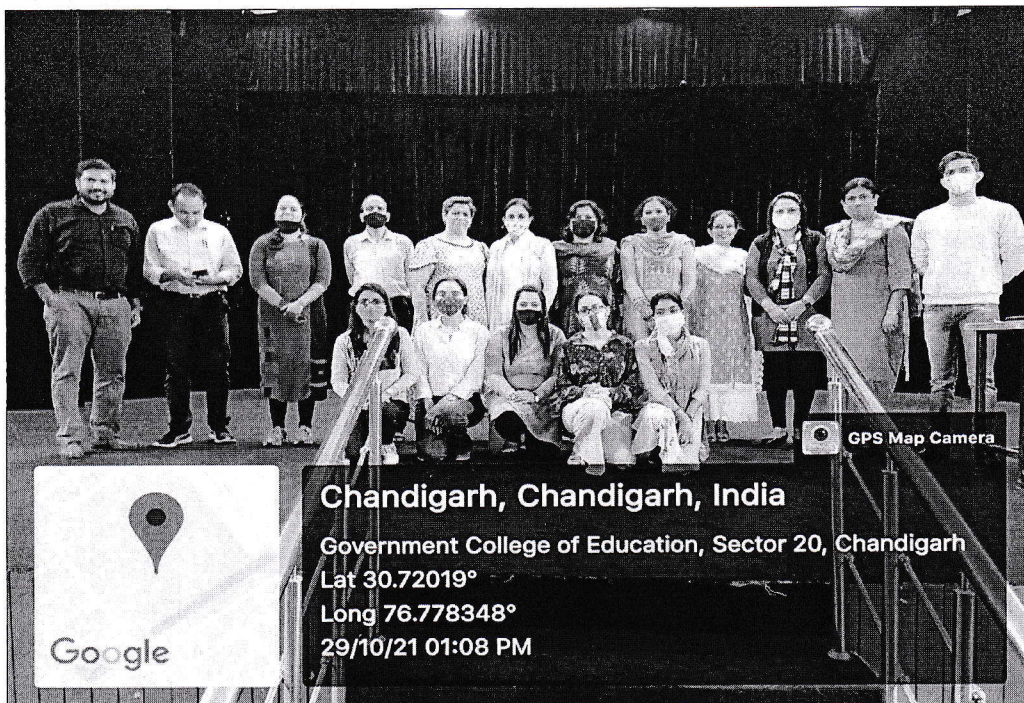 GPS Map Camera
Chandigarh, Chandigarh, India
Government College of Education, Sector 20, Chandigarh
Lat 30.72019°
Long 76.778348°
29/10/21 01:08 PM
Google